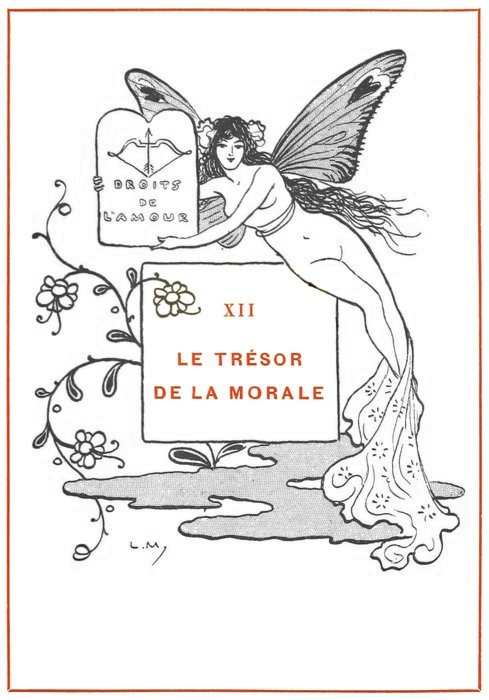 DROITS
DE
L'AMOUR
XII
LE TRÉSOR
DE LA MORALE
L.M,